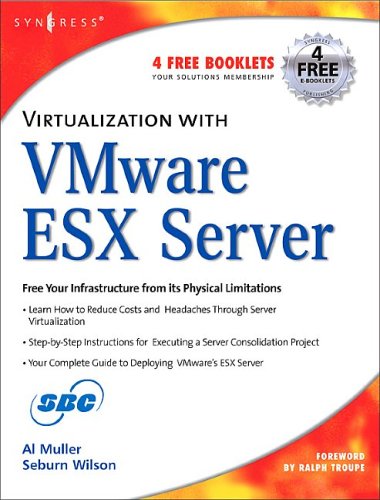 SYNGRESS®
4 FREE BOOKLETS
YOUR SOLUTIONS MEMBERSHIP
SYNGRESS
4
FREE
E-BOOKLETS
PUBLISHING
VIRTUALIZATION WITH
VMware
ESX Server
Free Your Infrastructure from its Physical Limitations
• Learn How to Reduce Costs and Headaches Through Server
Virtualization
• Step-by-Step Instructions for Executing a Server Consolidation Project
• Your Complete Guide to Deploying VMware's ESX Server
SBC
Al Muller
Seburn Wilson
FOREWORD
BY RALPH TROUPE